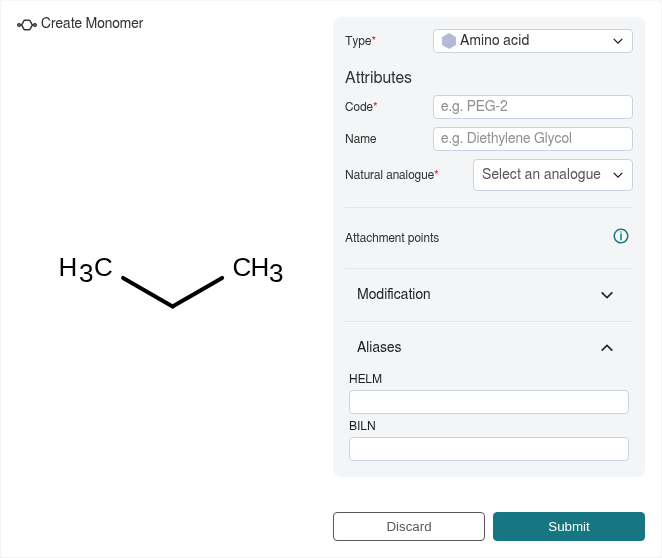 Create Monomer
Type*
Amino acid
Attributes
Code*
e.g. PEG-2
Name
e.g. Diethylene Glycol
Natural analogue*
Select an analogue
Attachment points
H3C
CH3
Modification
Aliases
HELM
BILN
Discard
Submit